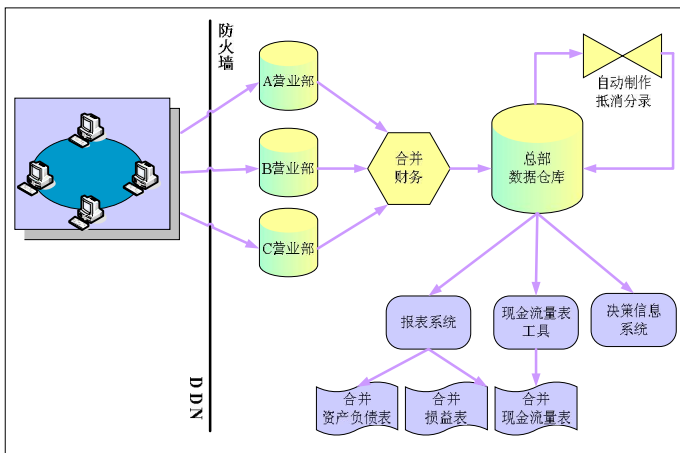 防火墙
A营业部
B营业部
C营业部
合并
财务
总部
数据仓库
自动制作
抵消分录
报表系统
现金流量表
工具
决策信息
系统
合并
资产负债表
合并
损益表
合并
现金流量表
DDN